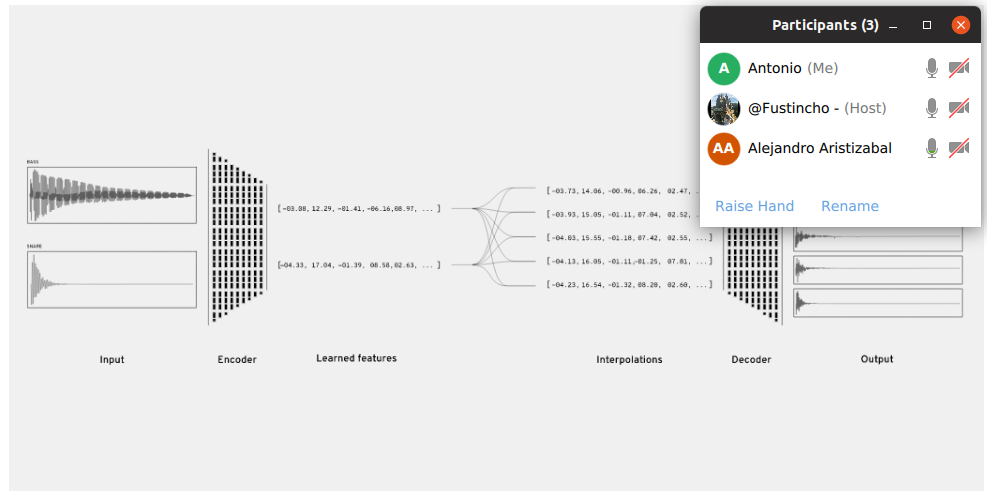 Participants (3)
A Antonio (Me)
@Fustincho - (Host)
AA Alejandro Aristizabal
Raise Hand Rename
BASS
SNARE
[-03.08, 12.29, -01.41, -06.16, 08.97, ... ]
[-04.33, 17.04, -01.39, 08.58, 02.63, ... ]
[-03.73, 14.06, -00.96, 06.26, 02.47,
[-03.93, 15.05, -01.11, 07.04, 02.52, ... ]
[-04.03, 15.55, -01.18, 07.42, 02.55, ... ]
[-04.13, 16.05, -01.11, -01.25, 07.81, ... ]
[-04.23, 16.54, -01.32, 08.20, 02.60, ... ]
Input Encoder Learned features Interpolations Decoder Output